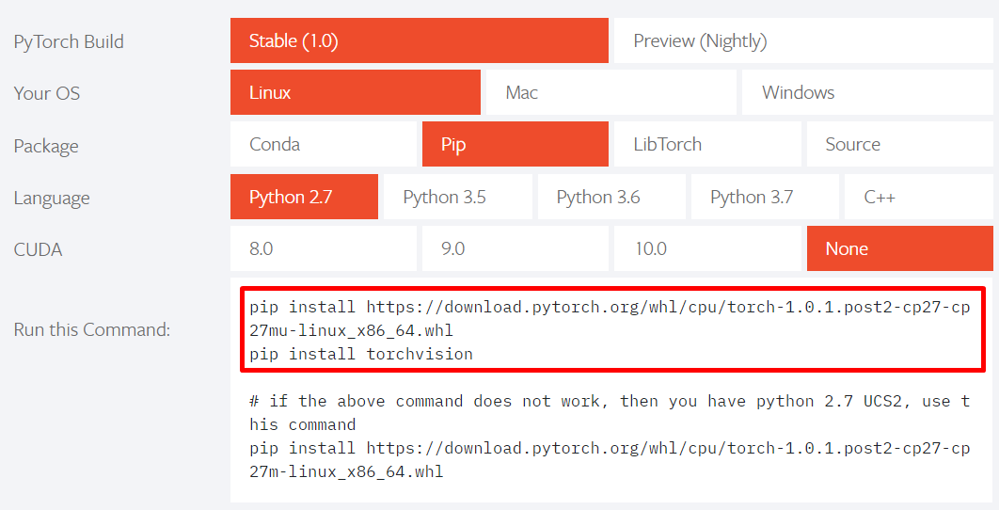 PyTorch Build Stable (1.0) Preview (Nightly)
Your OS Linux Mac Windows
Package Conda Pip LibTorch Source
Language Python 2.7 Python 3.5 Python 3.6 Python 3.7 C++
CUDA 8.0 9.0 10.0 None
Run this Command:
pip install https://download.pytorch.org/whl/cpu/torch-1.0.1.post2-cp27-cp
27mu-linux_x86_64.whl
pip install torchvision
# if the above command does not work, then you have python 2.7 UCS2, use t
his command
pip install https://download.pytorch.org/whl/cpu/torch-1.0.1.post2-cp27-cp
27m-linux_x86_64.whl